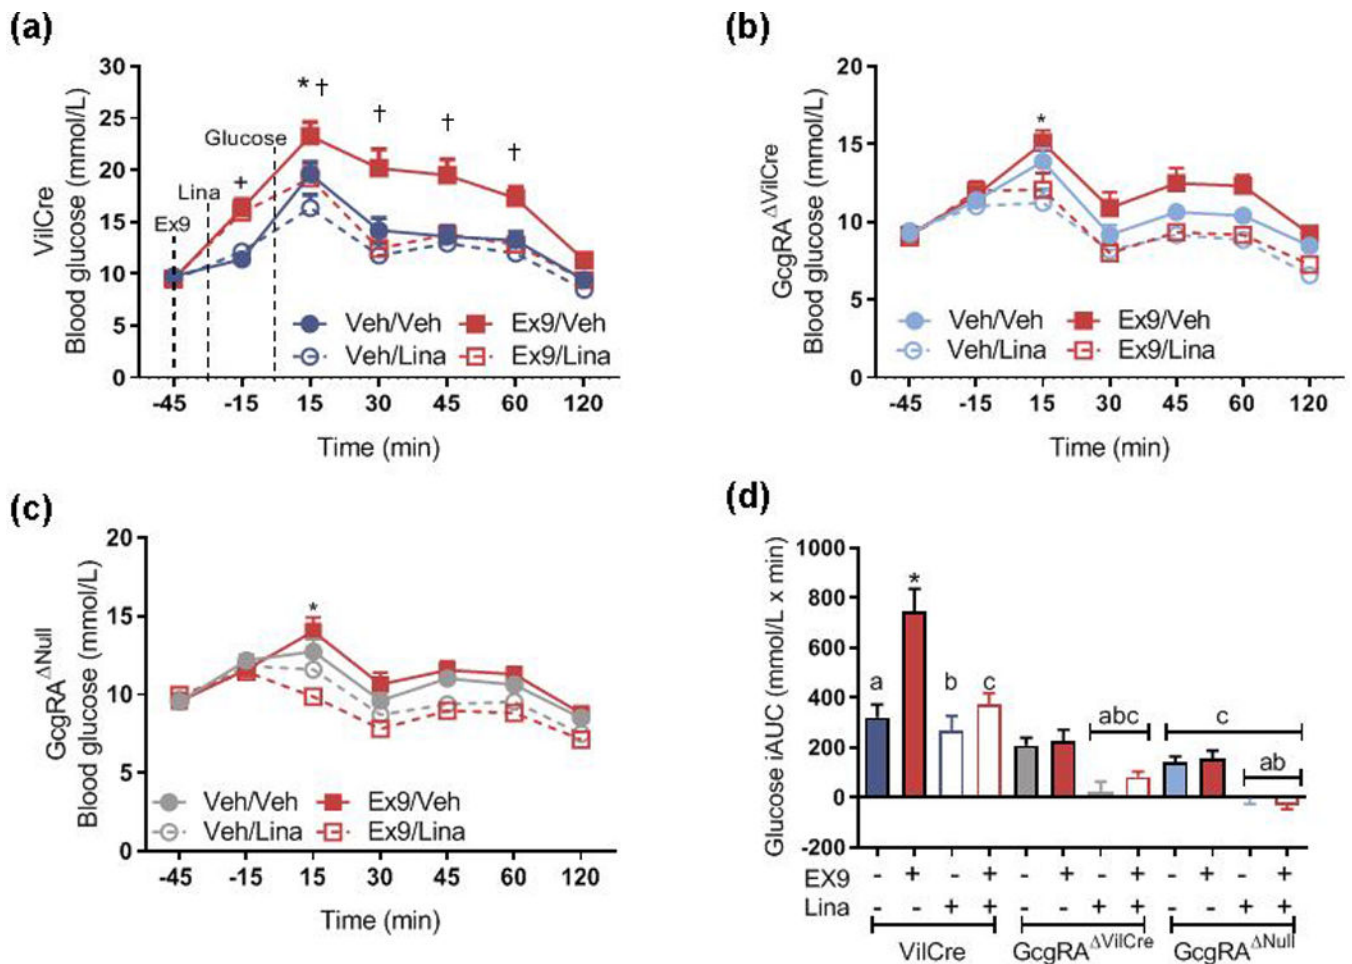 (a)
30
25
20
15
10
5
0
VilCre
Blood glucose (mmol/L)
Ex9
Lina
+
Glucose
* †
†
†
†
Veh/Veh
Ex9/Veh
Veh/Lina
Ex9/Lina
-45 -15 15 30 45 60 120
Time (min)
(b)
20
15
10
5
0
GcgRA^ΔVilCre
Blood glucose (mmol/L)
*
Veh/Veh
Ex9/Veh
Veh/Lina
Ex9/Lina
-45 -15 15 30 45 60 120
Time (min)
(c)
20
15
10
5
0
GcgRA^ΔNull
Blood glucose (mmol/L)
*
Veh/Veh
Ex9/Veh
Veh/Lina
Ex9/Lina
-45 -15 15 30 45 60 120
Time (min)
(d)
1000
800
600
400
200
0
-200
Glucose iAUC (mmol/L x min)
a
*
b
c
abc
c
ab
EX9 - + - + - + - + - + - +
Lina - - + + - - + + - - + +
VilCre GcgRA^ΔVilCre GcgRA^ΔNull